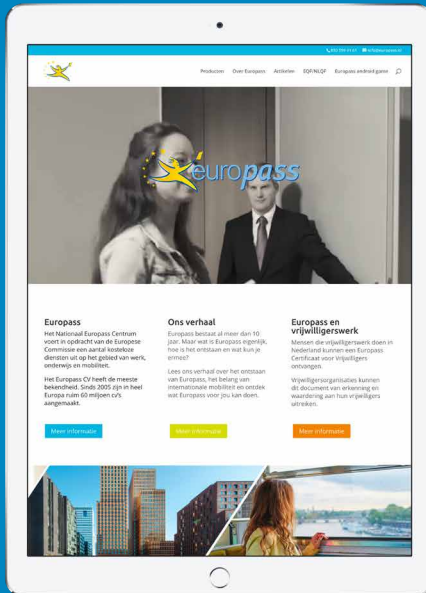 info@europass.nl
Producten Over Europass Artikelen EQF/NLQF Europass android game
europass
Europass
Het Nationaal Europass Centrum
voert in opdracht van de Europese
Commissie een aantal kosteloze
diensten uit op het gebied van werk,
onderwijs en mobiliteit.
Het Europass CV heeft de meeste
bekendheid. Sinds 2005 zijn in heel
Europa ruim 60 miljoen cv's
aangemaakt.
Meer informatie
Ons verhaal
Europass bestaat al meer dan 10
jaar. Maar wat is Europass eigenlijk,
hoe is het ontstaan en wat kun je
ermee?
Lees ons verhaal over het ontstaan
van Europass, het belang van
internationale mobiliteit en ontdek
wat Europass voor jou kan doen.
Meer informatie
Europass en
vrijwilligerswerk
Mensen die vrijwilligerswerk doen in
Nederland kunnen een Europass
Certificaat voor Vrijwilligers
ontvangen.
Vrijwilligersorganisaties kunnen
dit document van erkenning en
waardering aan hun vrijwilligers
uitreiken.
Meer informatie